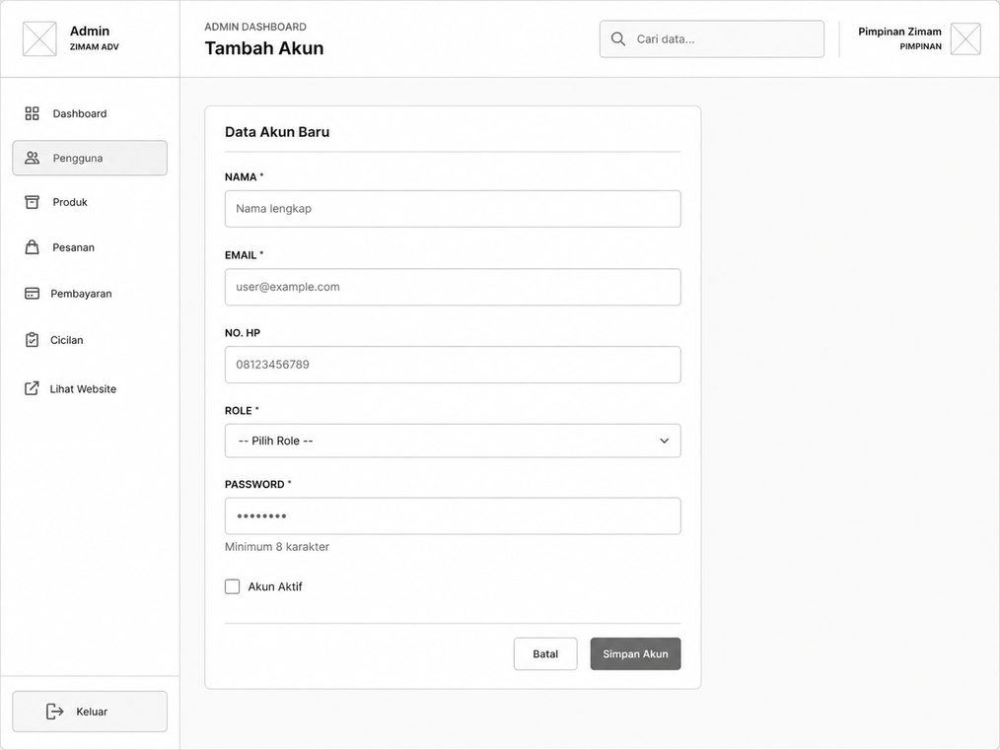 Admin
ZIMAM ADV
ADMIN DASHBOARD
Tambah Akun
Cari data...
Pimpinan Zimam
PIMPINAN
Dashboard
Pengguna
Produk
Pesanan
Pembayaran
Cicilan
Lihat Website
Keluar
Data Akun Baru
NAMA *
Nama lengkap
EMAIL *
user@example.com
NO. HP
08123456789
ROLE *
-- Pilih Role --
PASSWORD *
••••••••
Minimum 8 karakter
Akun Aktif
Batal
Simpan Akun